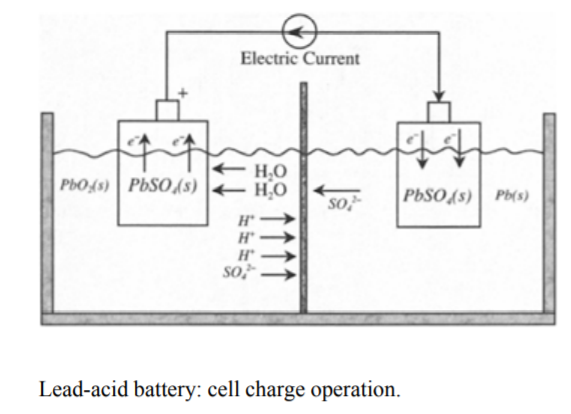 Electric Current
+
e⁻ e⁻
e⁻ e⁻
PbO₂(s) PbSO₄(s)
H₂O
H₂O
SO₄²⁻
PbSO₄(s) Pb(s)
H⁺
H⁺
H⁺
SO₄²⁻
Lead-acid battery: cell charge operation.